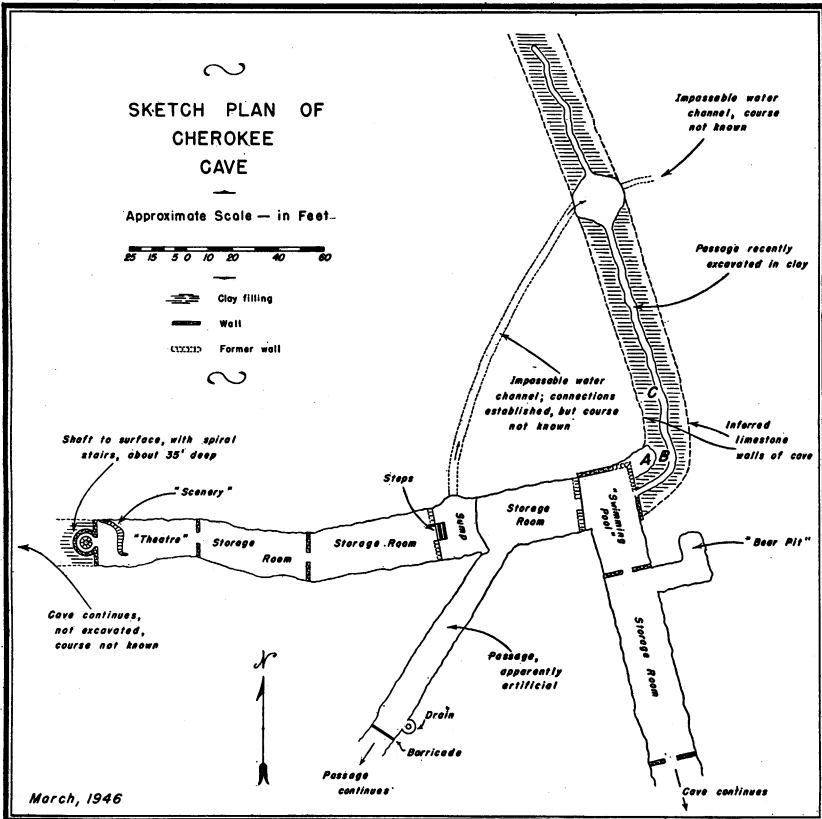 SKETCH PLAN OF
CHEROKEE
CAVE
Approximate Scale — in Feet
25 15 5 0 10 20 40 60
Clay filling
Wall
Former wall
Impassable water
channel, course
not known
Passage recently
excavated in clay
Impassable water
channel; connections
established, but course
not known
C
Inferred
limestone
walls of cave
A
B
Shaft to surface, with spiral
stairs, about 35' deep
"Scenery"
Steps
"Theatre"
Storage
Room
Storage Room
Sump
Storage
Room
"Swimming
Pool"
"Bear Pit"
Cave continues,
not excavated,
course not known
N
Passage,
apparently
artificial
Storage Room
Drain
Barricade
Passage
continues
Cave continues
March, 1946